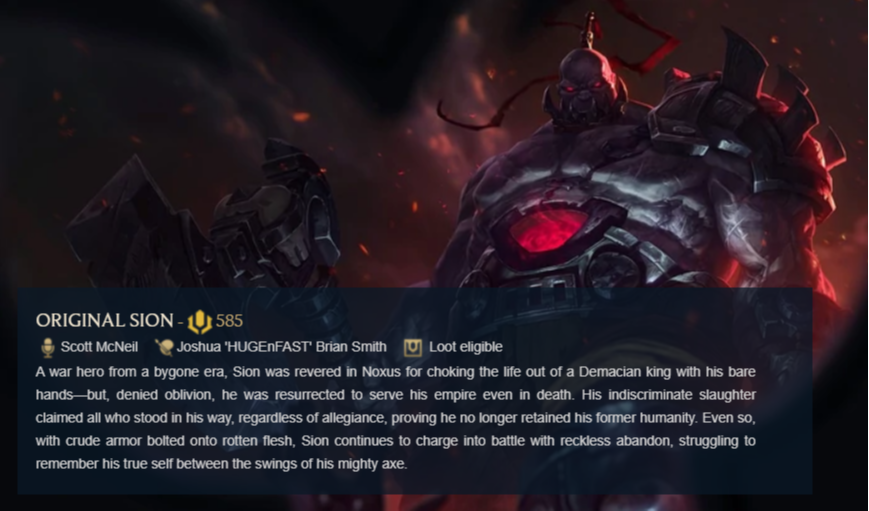 ORIGINAL SION - 585
Scott McNeil Joshua 'HUGEnFAST' Brian Smith Loot eligible
A war hero from a bygone era, Sion was revered in Noxus for choking the life out of a Demacian king with his bare
hands—but, denied oblivion, he was resurrected to serve his empire even in death. His indiscriminate slaughter
claimed all who stood in his way, regardless of allegiance, proving he no longer retained his former humanity. Even so,
with crude armor bolted onto rotten flesh, Sion continues to charge into battle with reckless abandon, struggling to
remember his true self between the swings of his mighty axe.